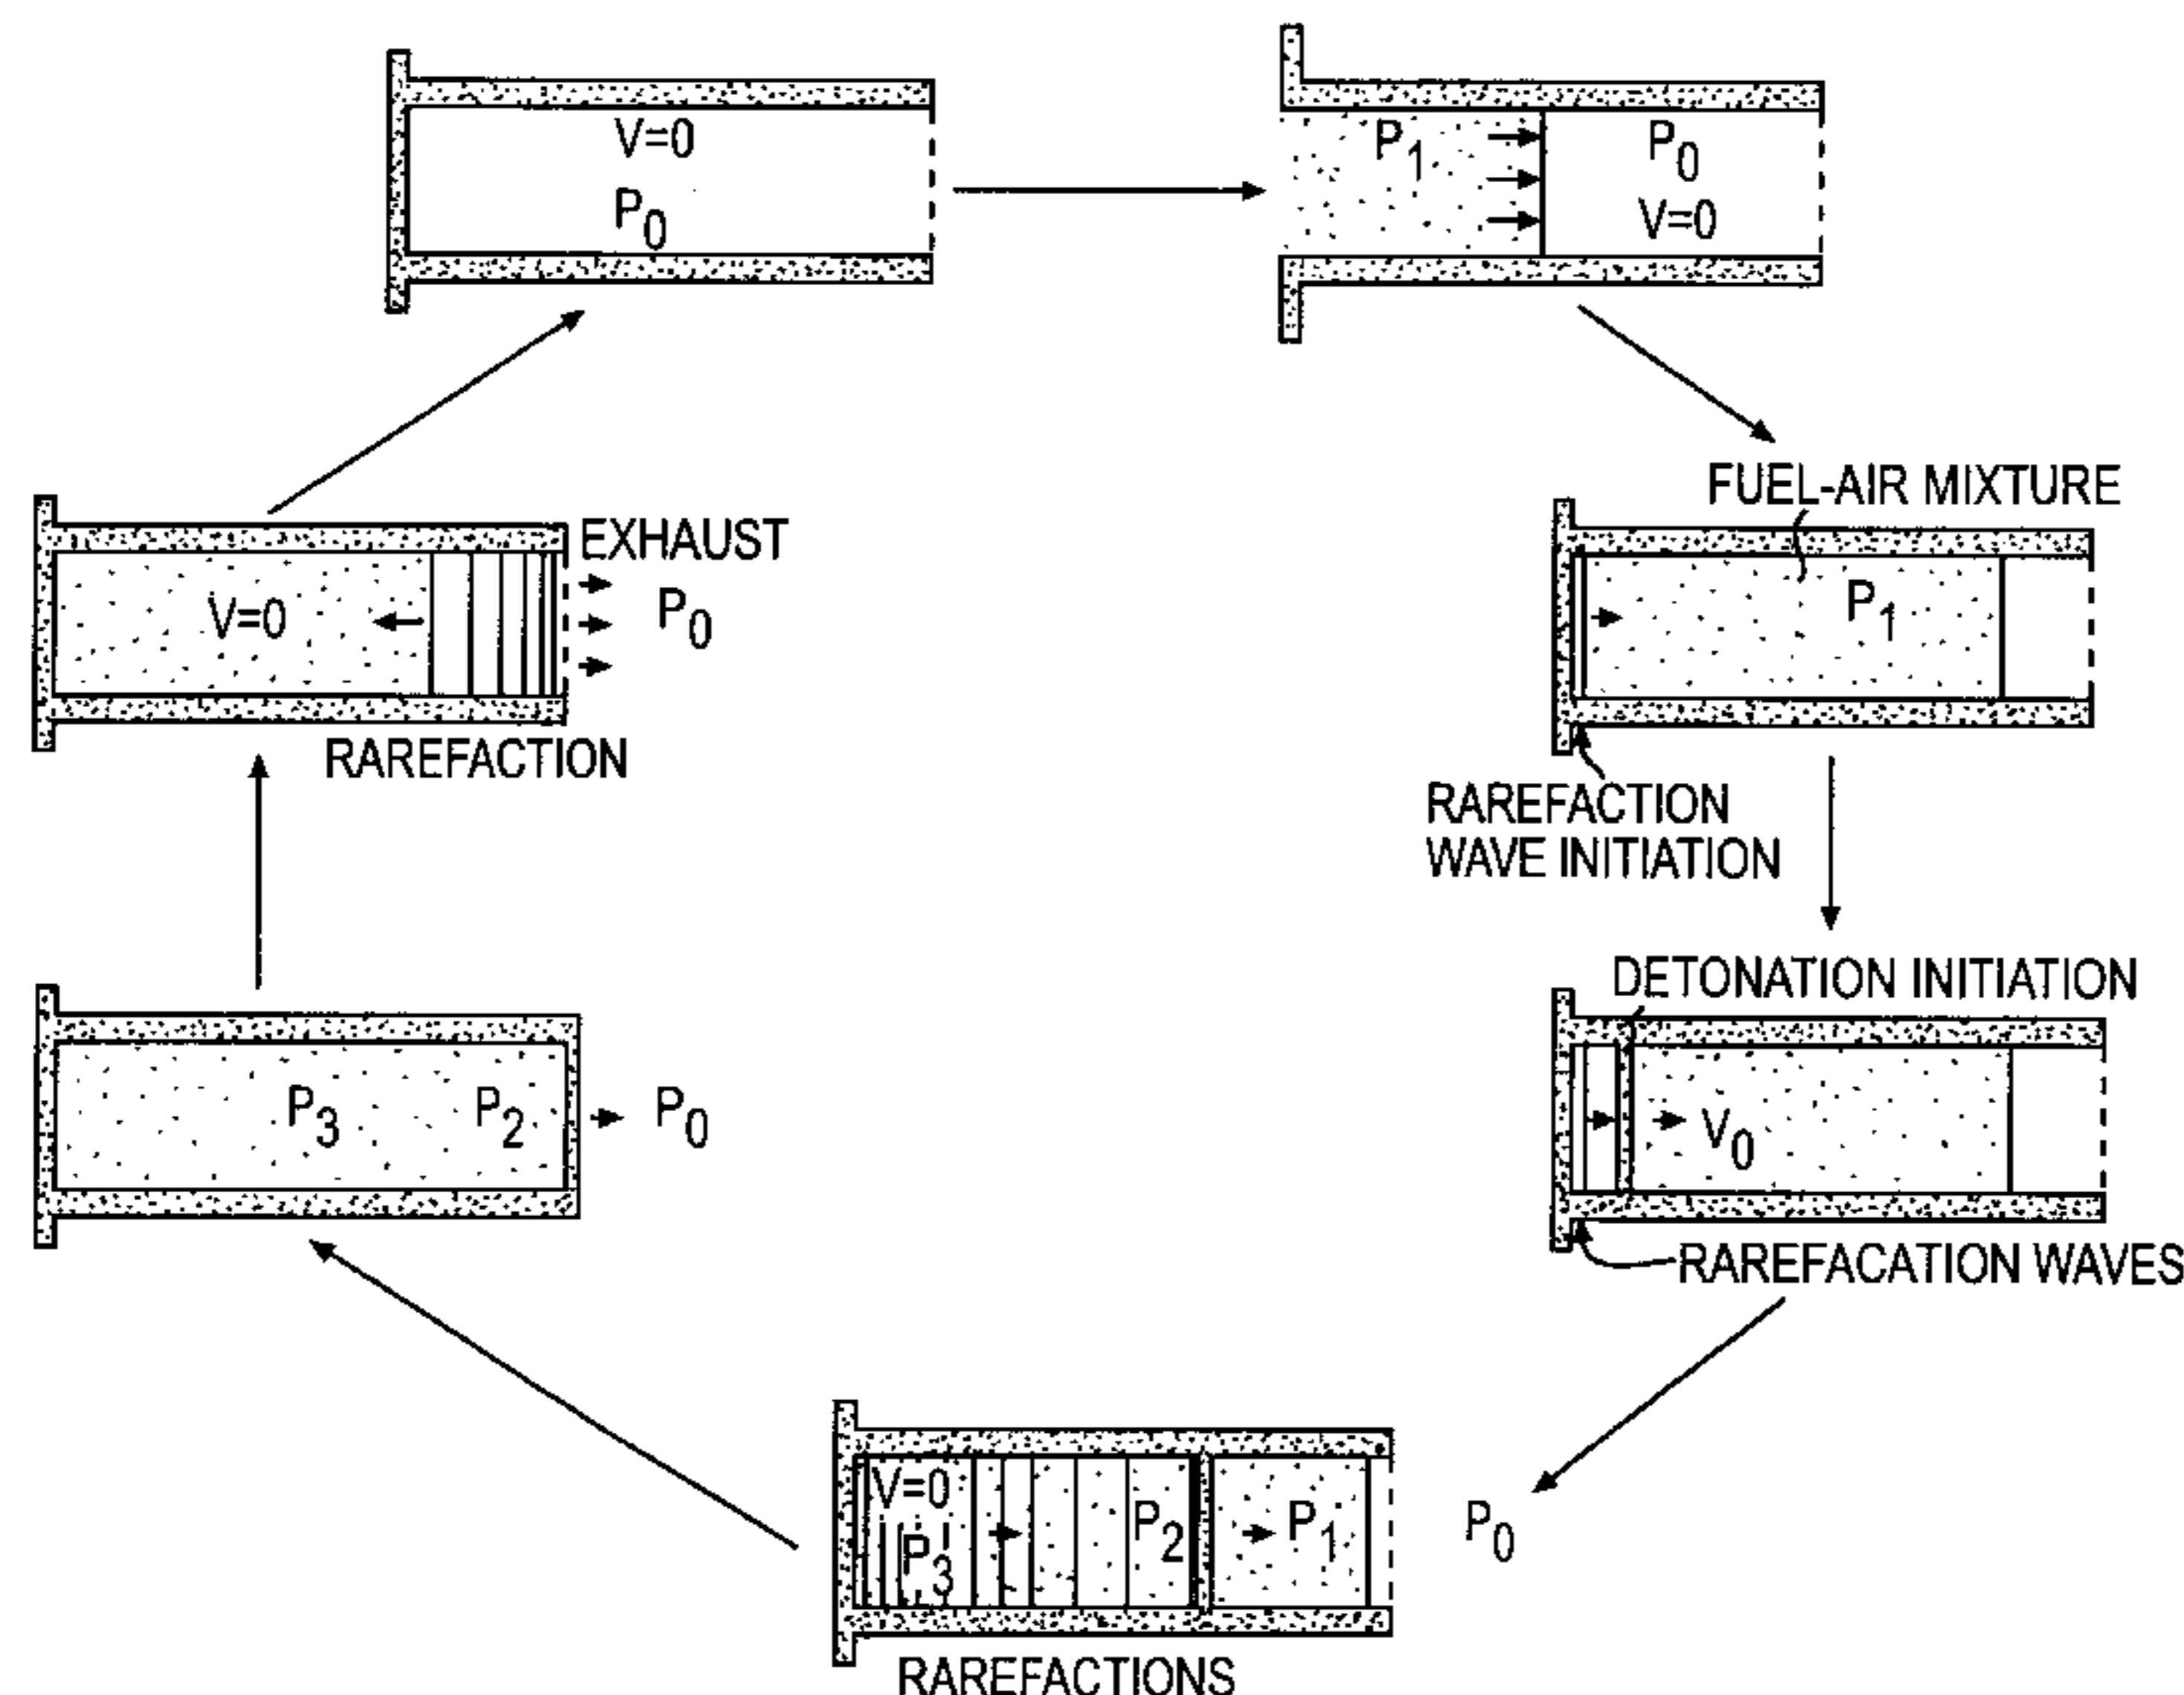 V=0
P0
P1
P0
V=0
FUEL-AIR MIXTURE
P1
RAREFACTION
WAVE INITIATION
DETONATION INITIATION
V0
RAREFACATION WAVES
V=0
P3
P2
P1
P0
RAREFACTIONS
P3
P2
P0
EXHAUST
V=0
P0
RAREFACTION